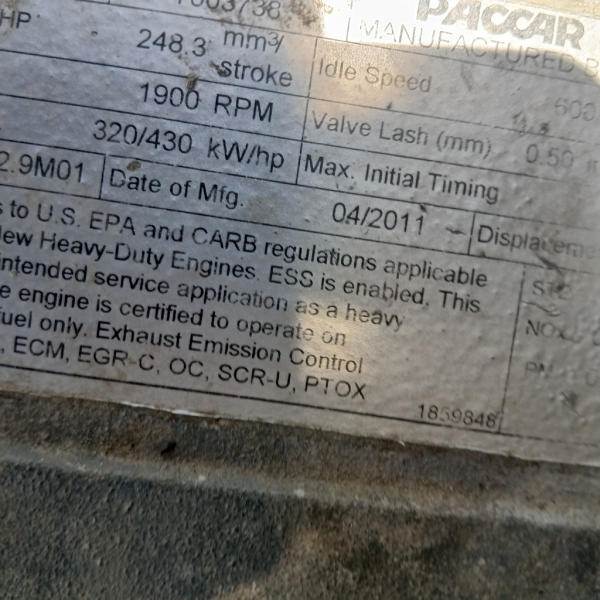 PACCAR
HP
248.3 mm³/
stroke
Idle Speed 600
MANUFACTURED
1900 RPM
Valve Lash (mm) 0.50
320/430 kW/hp
Max. Initial Timing
2.9M01 Date of Mfg. 04/2011
to U.S. EPA and CARB regulations applicable
Heavy-Duty Engines. ESS is enabled. This
intended service application as a heavy
engine is certified to operate on
fuel only. Exhaust Emission Control
, ECM, EGR-C, OC, SCR-U, PTOX
1859848